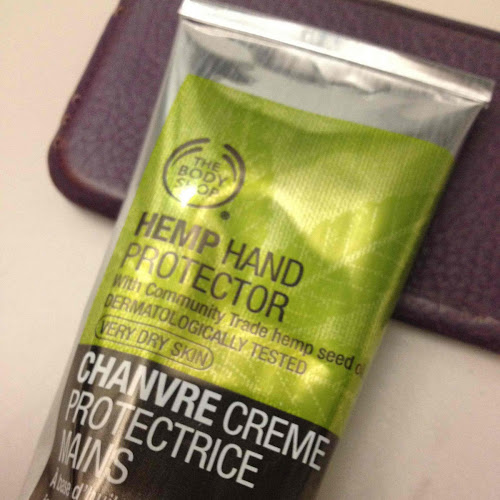 THE
BODY
SHOP
®
HEMP HAND
PROTECTOR
With Community Trade hemp seed
DERMATOLOGICALLY TESTED
VERY DRY SKIN
CHANVRE CREME
PROTECTRICE
MAINS
A base